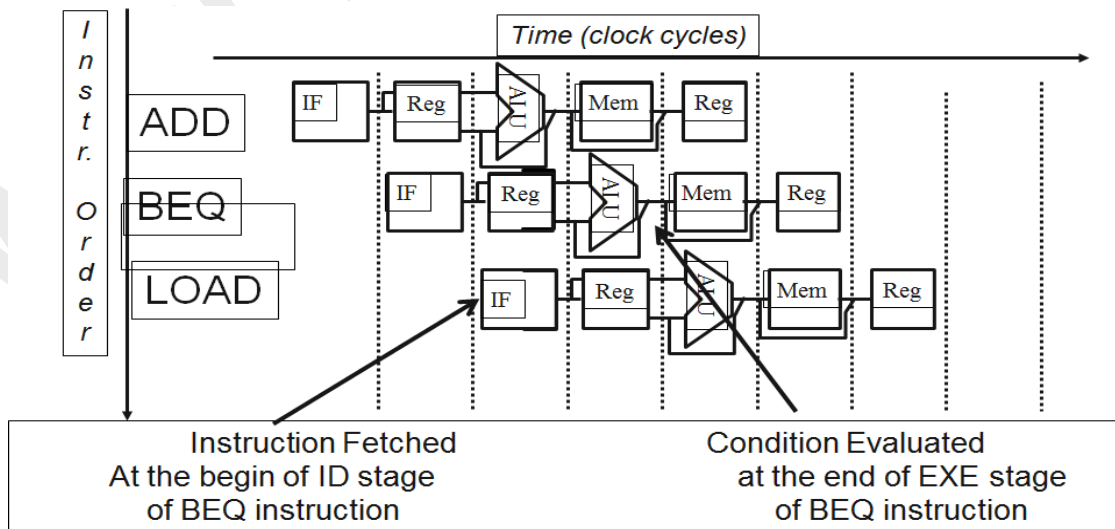 Instr. Order
Time (clock cycles)
ADD
IF
Reg
ALU
Mem
Reg
BEQ
IF
Reg
ALU
Mem
Reg
LOAD
IF
Reg
ALU
Mem
Reg
Instruction Fetched
At the begin of ID stage
of BEQ instruction
Condition Evaluated
at the end of EXE stage
of BEQ instruction